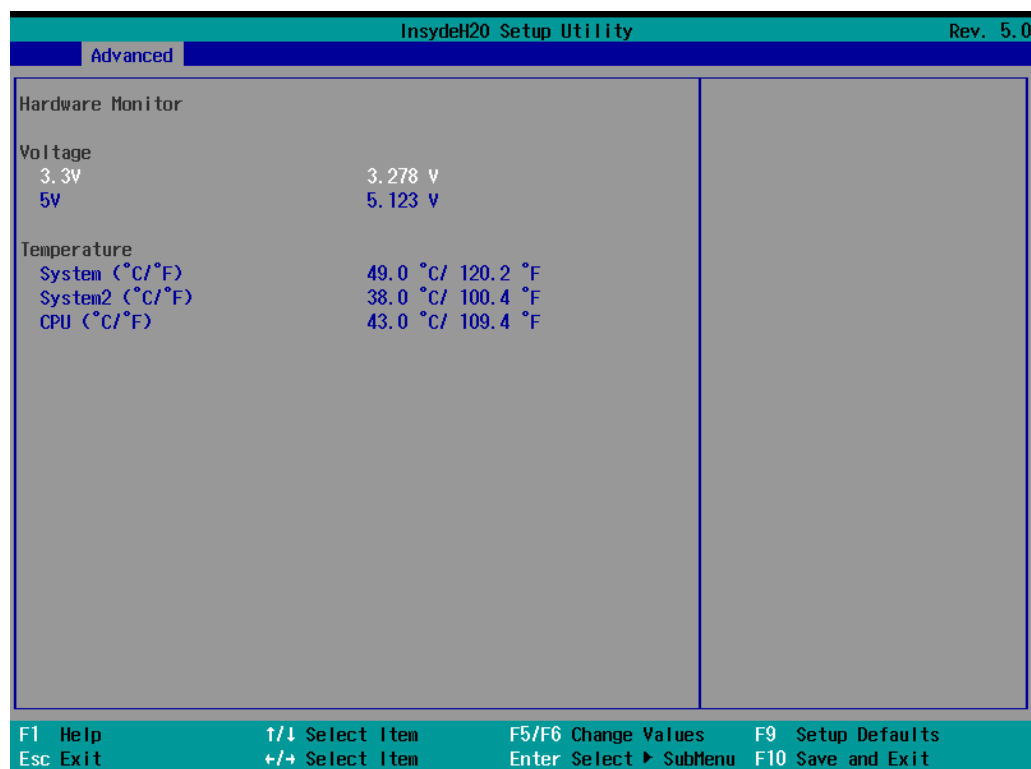 InsydeH20 Setup Utility Rev. 5.0
Advanced
Hardware Monitor
Voltage
3.3V 3.278 V
5V 5.123 V
Temperature
System (°C/°F) 49.0 °C/ 120.2 °F
System2 (°C/°F) 38.0 °C/ 100.4 °F
CPU (°C/°F) 43.0 °C/ 109.4 °F
F1 Help ↑/↓ Select Item F5/F6 Change Values F9 Setup Defaults
Esc Exit ←/→ Select Item Enter Select ▶ SubMenu F10 Save and Exit